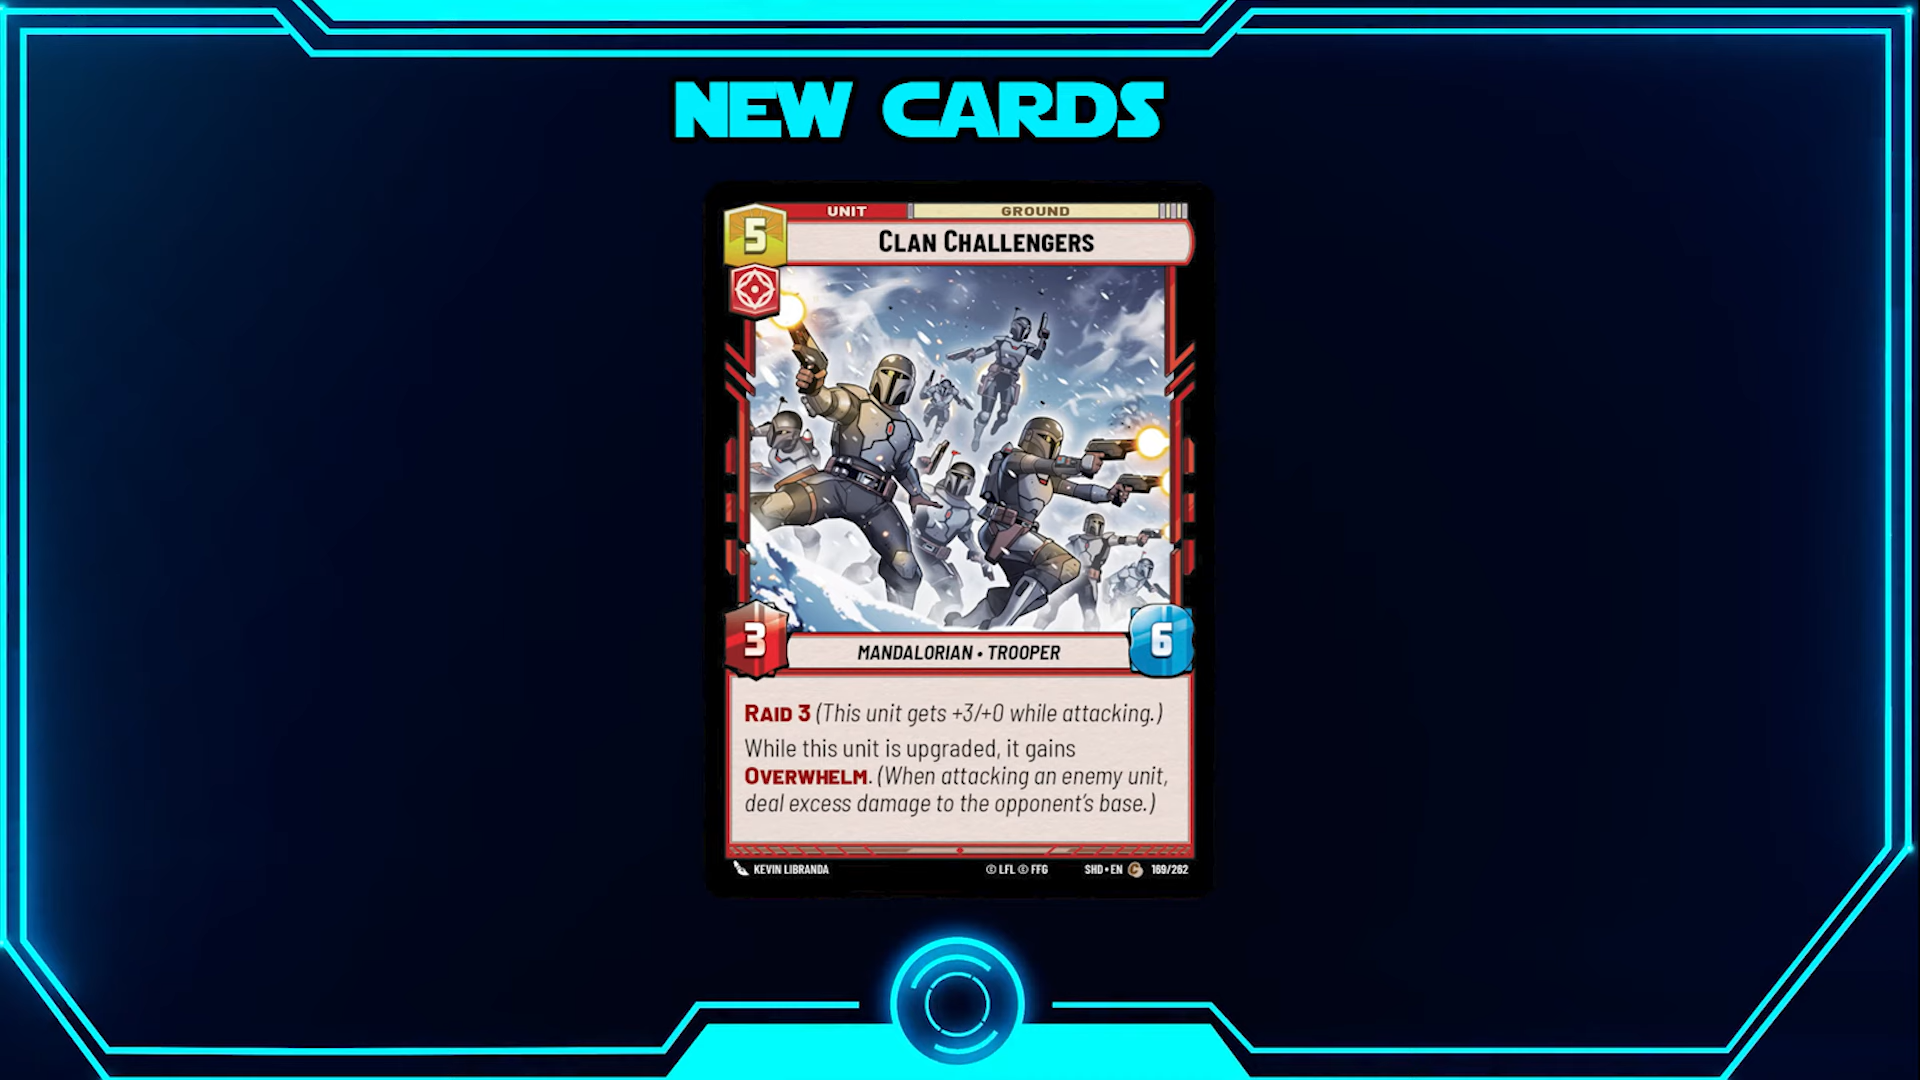 NEW CARDS
UNIT
GROUND
5
CLAN CHALLENGERS
3
6
MANDALORIAN • TROOPER
RAID 3 (This unit gets +3/+0 while attacking.)
While this unit is upgraded, it gains
OVERWHELM. (When attacking an enemy unit,
deal excess damage to the opponent's base.)
KEVIN LIBRANDA
© LFL © FFG
SHD • EN C 169/262